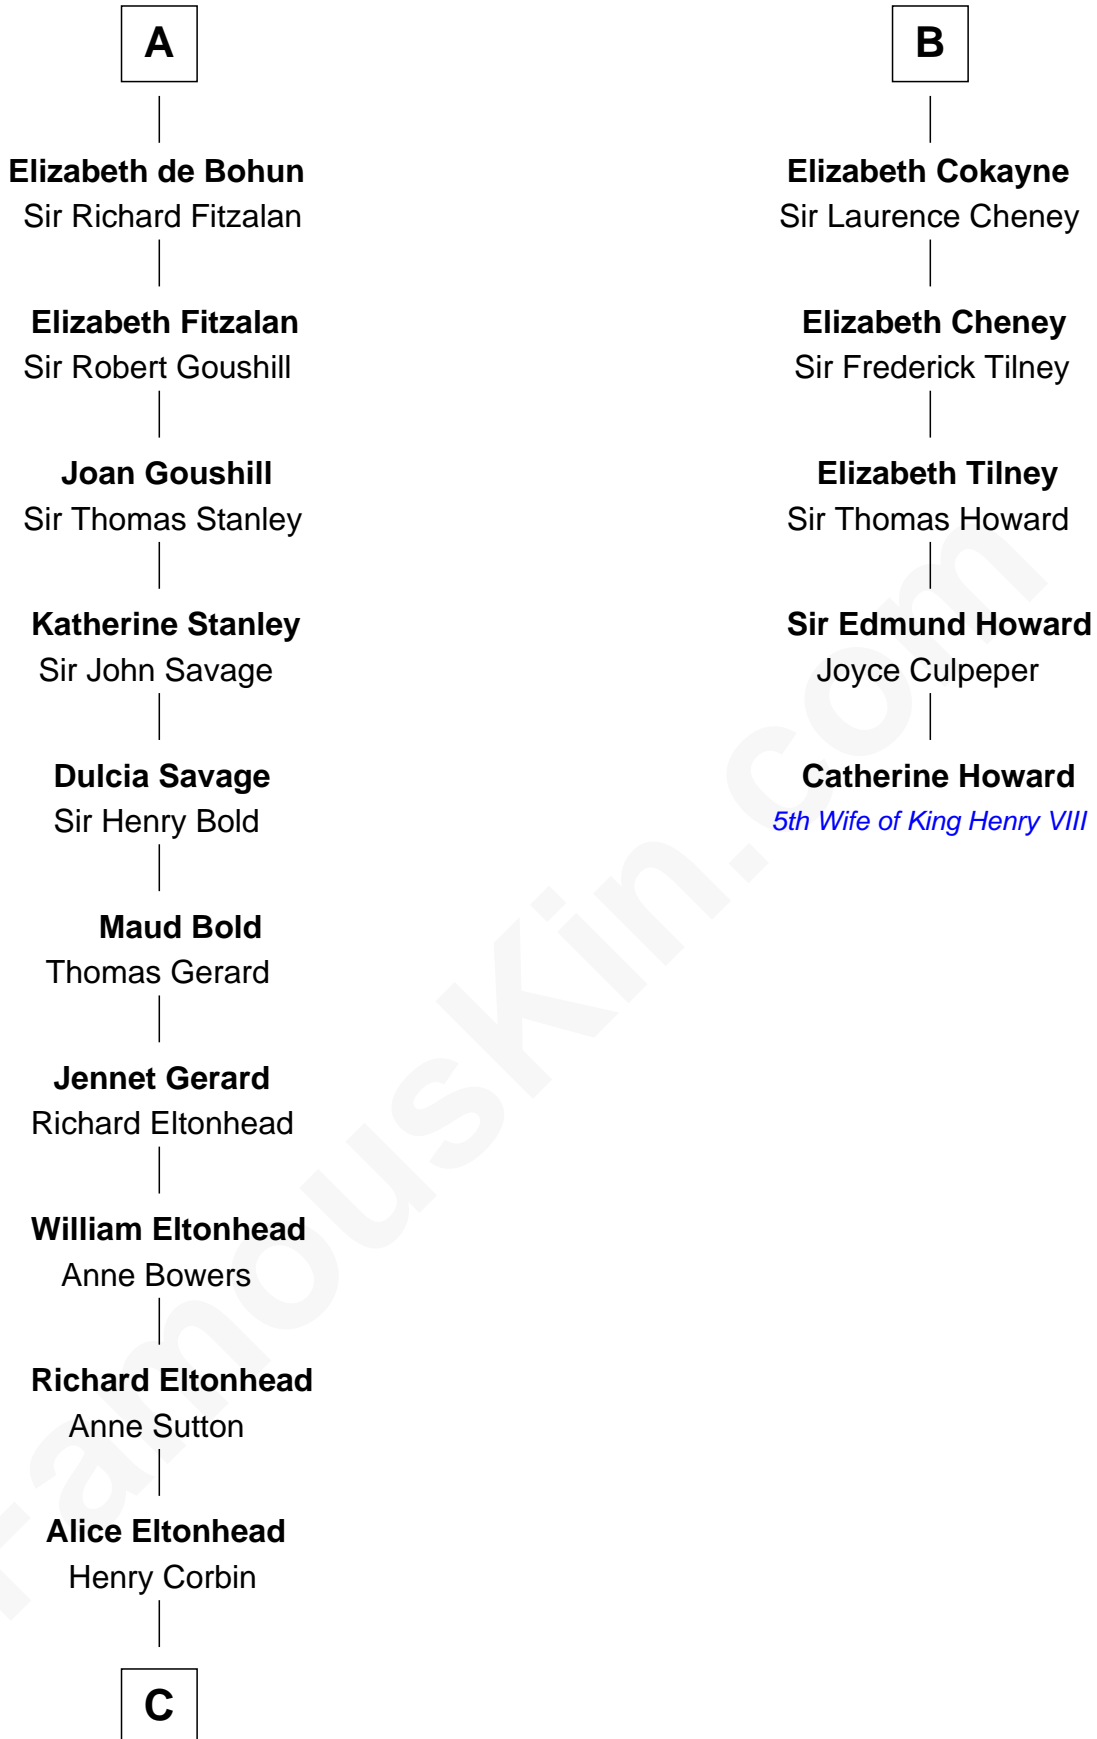 A
Elizabeth de Bohun
Sir Richard Fitzalan
Elizabeth Fitzalan
Sir Robert Goushill
Joan Goushill
Sir Thomas Stanley
Katherine Stanley
Sir John Savage
Dulcia Savage
Sir Henry Bold
Maud Bold
Thomas Gerard
Jennet Gerard
Richard Eltonhead
William Eltonhead
Anne Bowers
Richard Eltonhead
Anne Sutton
Alice Eltonhead
Henry Corbin
C
B
Elizabeth Cokayne
Sir Laurence Cheney
Elizabeth Cheney
Sir Frederick Tilney
Elizabeth Tilney
Sir Thomas Howard
Sir Edmund Howard
Joyce Culpeper
Catherine Howard
5th Wife of King Henry VIII
FamousKin.com